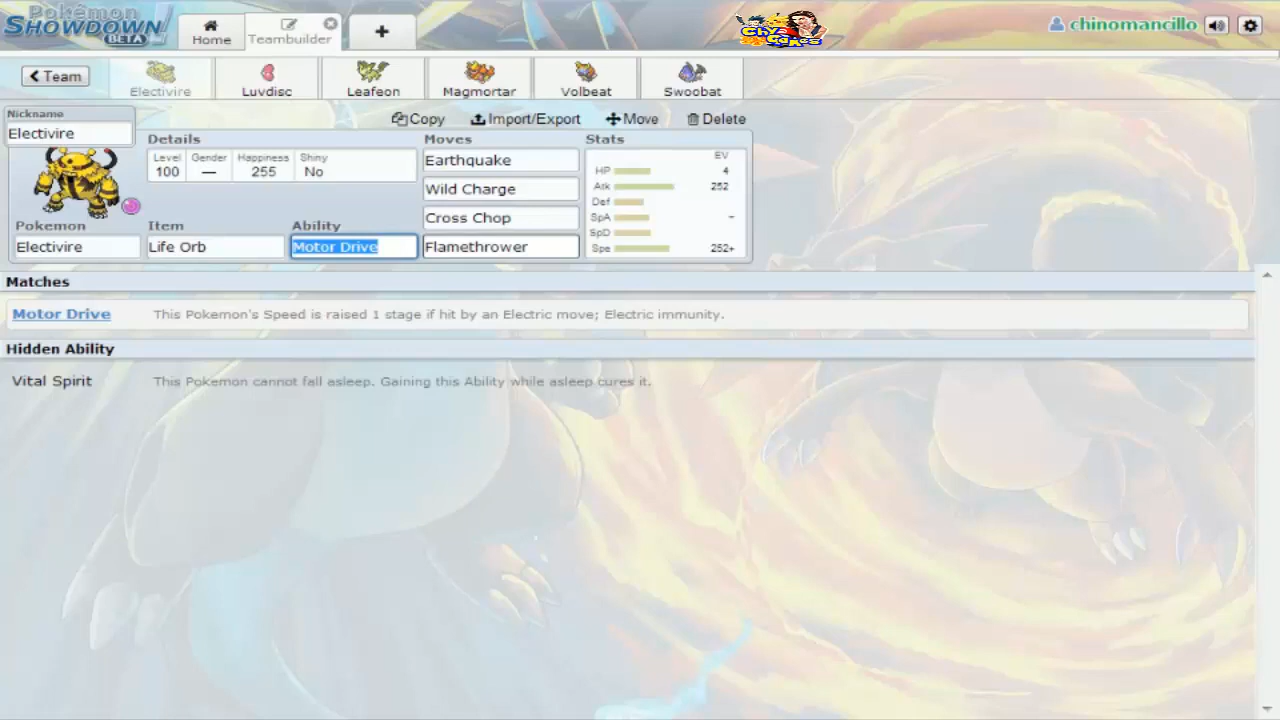 Pokémon
SHOWDOWN!
BETA
Home
Teambuilder
+
Chy's
Games
chinomancillo
Team
Electivire
Luvdisc
Leafeon
Magmortar
Volbeat
Swoobat
Nickname
Electivire
Copy
Import/Export
Move
Delete
Details
Level
100
Gender
—
Happiness
255
Shiny
No
Pokemon
Electivire
Item
Life Orb
Ability
Motor Drive
Moves
Earthquake
Wild Charge
Cross Chop
Flamethrower
Stats
EV
HP 4
Atk 252
Def
SpA -
SpD
Spe 252+
Matches
Motor Drive This Pokemon's Speed is raised 1 stage if hit by an Electric move; Electric immunity.
Hidden Ability
Vital Spirit This Pokemon cannot fall asleep. Gaining this Ability while asleep cures it.